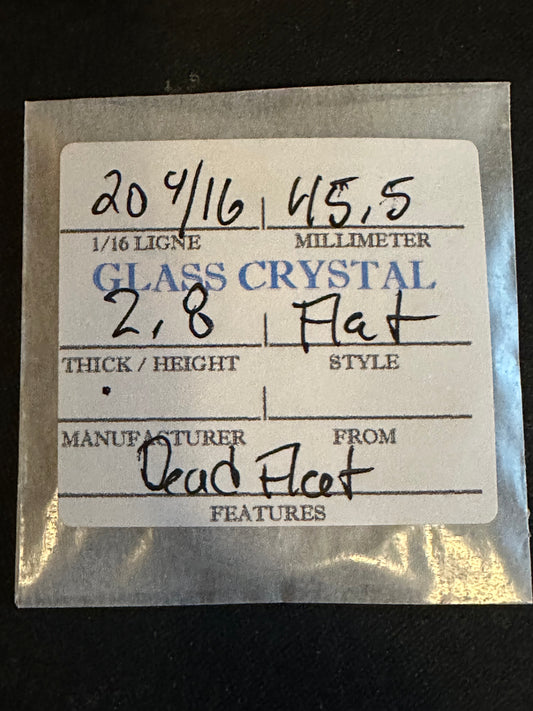 20 4/16 | 45,5
1/16 LIGNE MILLIMETER
GLASS CRYSTAL
2,8 | Flat
THICK / HEIGHT STYLE
MANUFACTURER FROM
Dead Flat
FEATURES